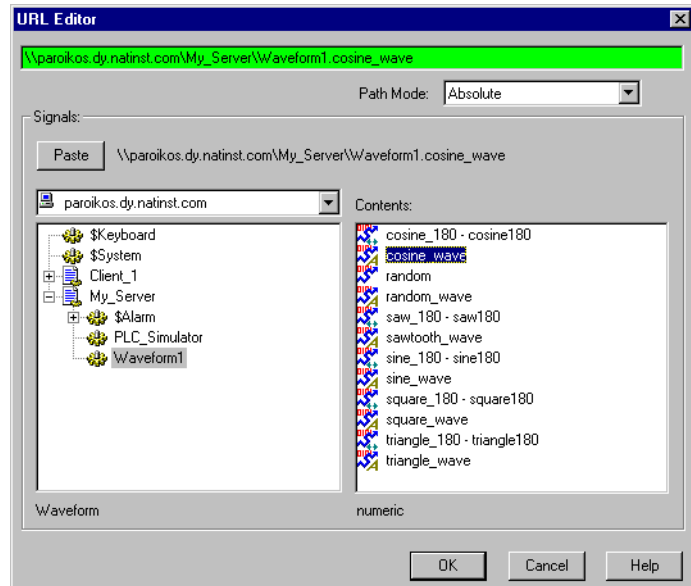 URL Editor
\\paroikos.dy.natinst.com\My_Server\Waveform1.cosine_wave
Path Mode: Absolute
Signals:
Paste \\paroikos.dy.natinst.com\My_Server\Waveform1.cosine_wave
paroikos.dy.natinst.com
Contents:
$Keyboard
$System
Client_1
My_Server
$Alarm
PLC_Simulator
Waveform1
cosine_180 - cosine180
cosine_wave
random
random_wave
saw_180 - saw180
sawtooth_wave
sine_180 - sine180
sine_wave
square_180 - square180
square_wave
triangle_180 - triangle180
triangle_wave
Waveform
numeric
OK Cancel Help